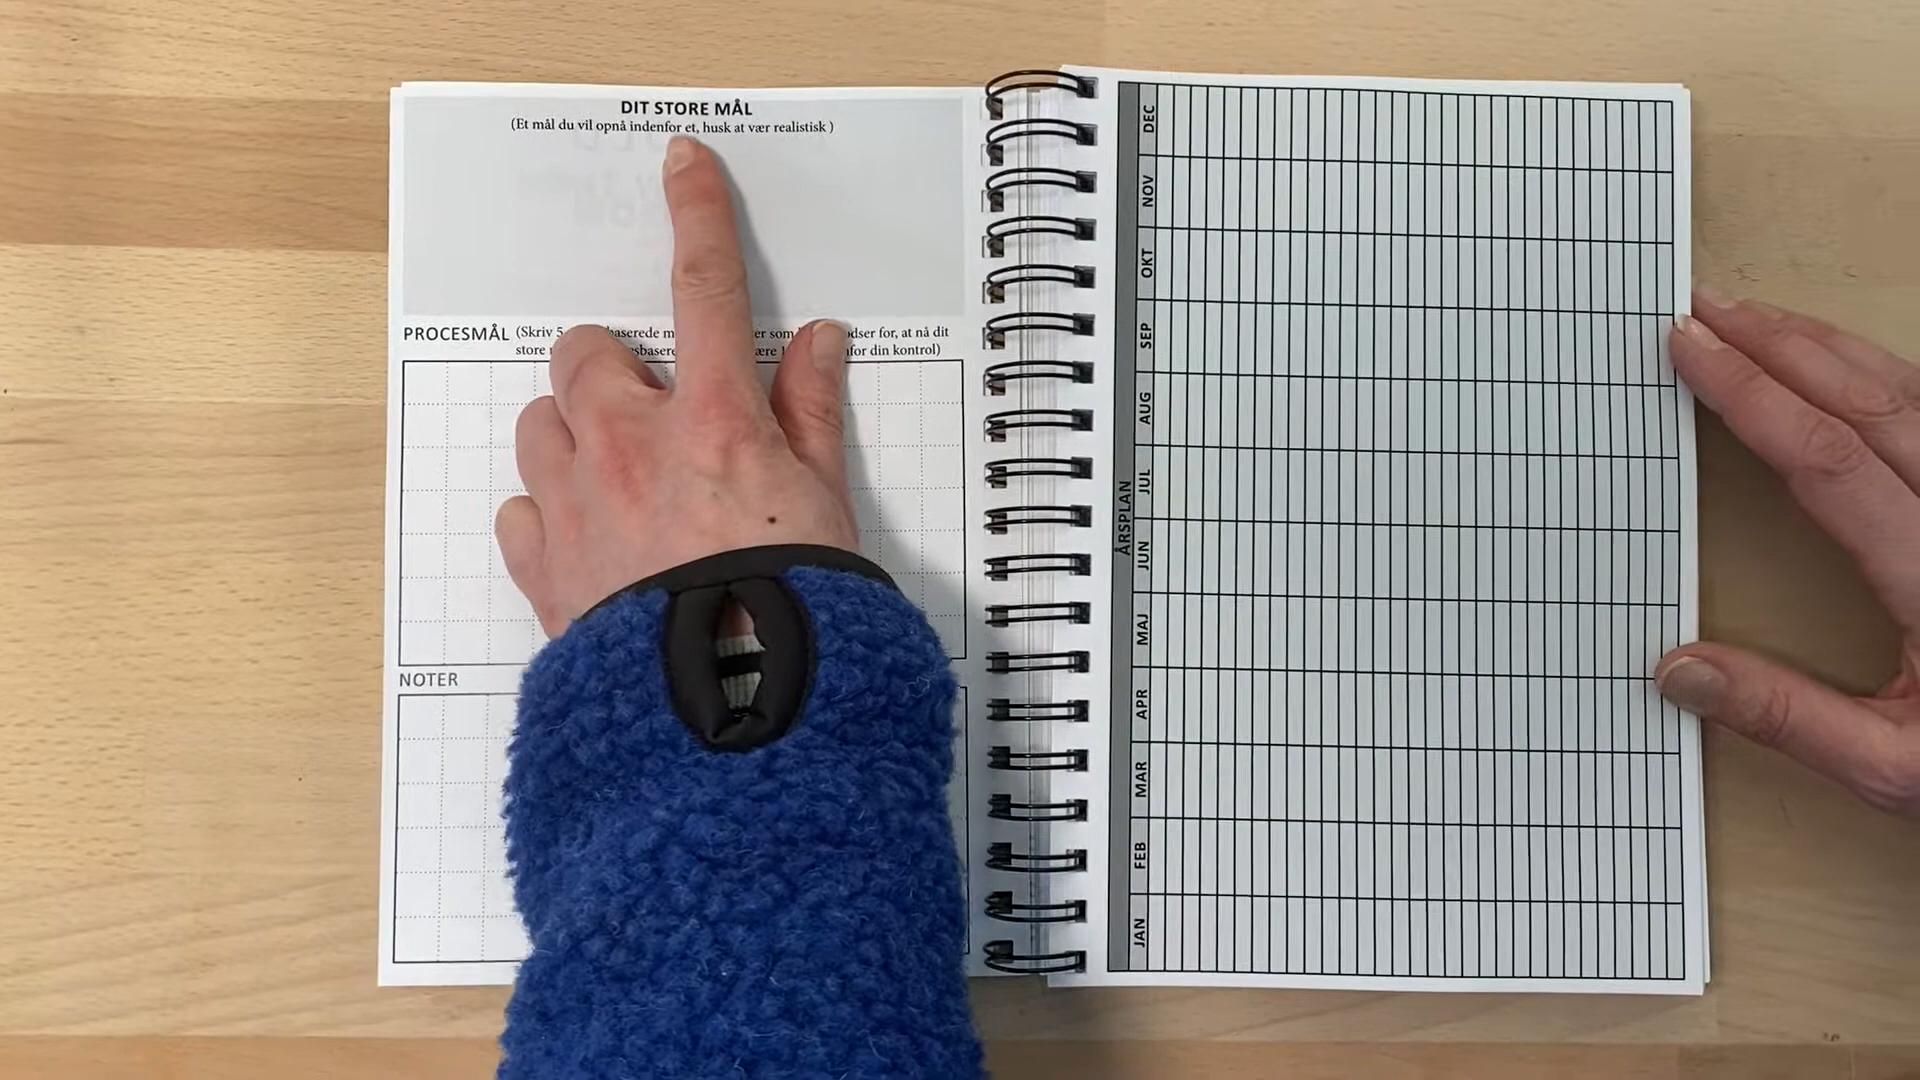 DIT STORE MÅL
(Et mål du vil opnå indenfor et, husk at vær realistisk )
PROCESMÅL (Skriv 5 baserede m er som odser for, at nå dit
store sbasere ære for din kontrol)
NOTER
ÅRSPLAN
JAN
FEB
MAR
APR
MAJ
JUN
JUL
AUG
SEP
OKT
NOV
DEC